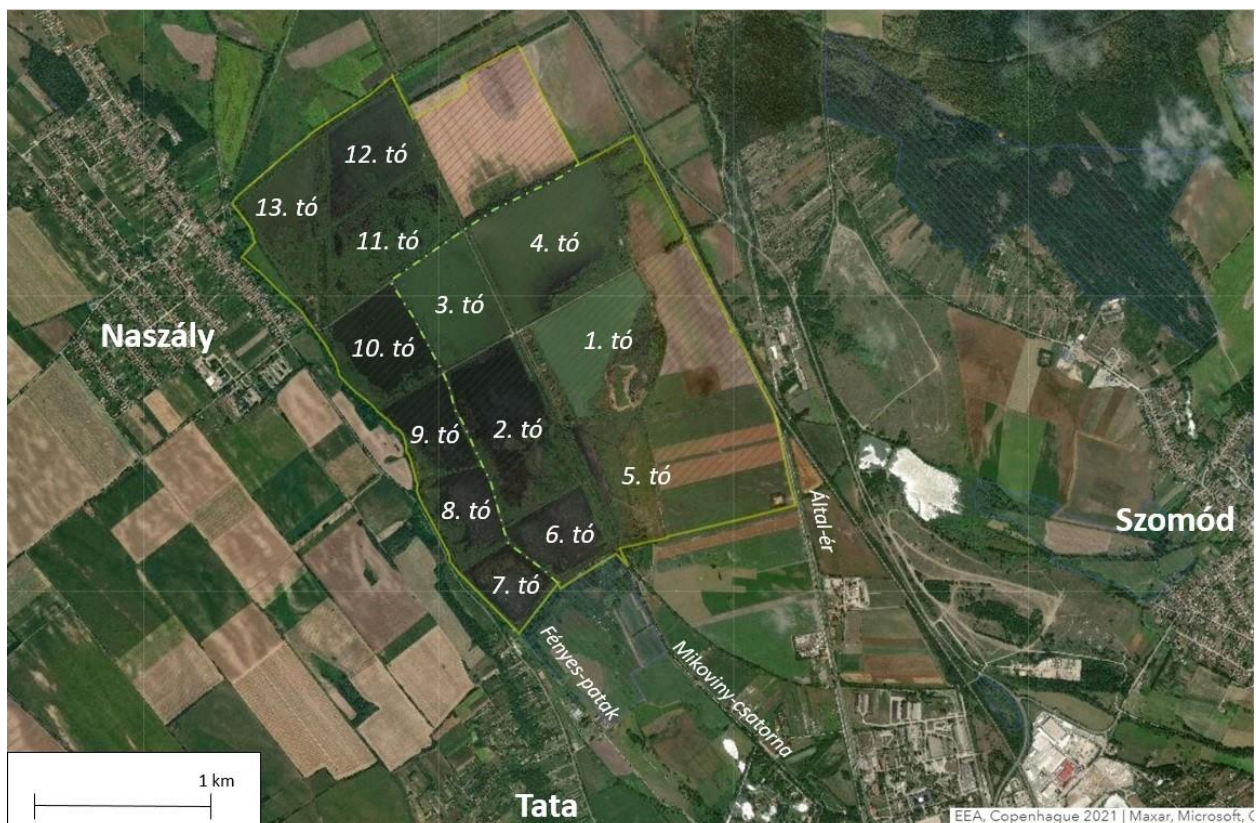 12. tó
13. tó
11. tó
4. tó
3. tó
1. tó
Naszály
10. tó
9. tó
2. tó
5. tó
8. tó
6. tó
Által-ér
Szomód
7. tó
Fényes-patak
Mikoviny-csatorna
1 km
Tata
EEA, Copenhaque 2021 | Maxar, Microsoft,